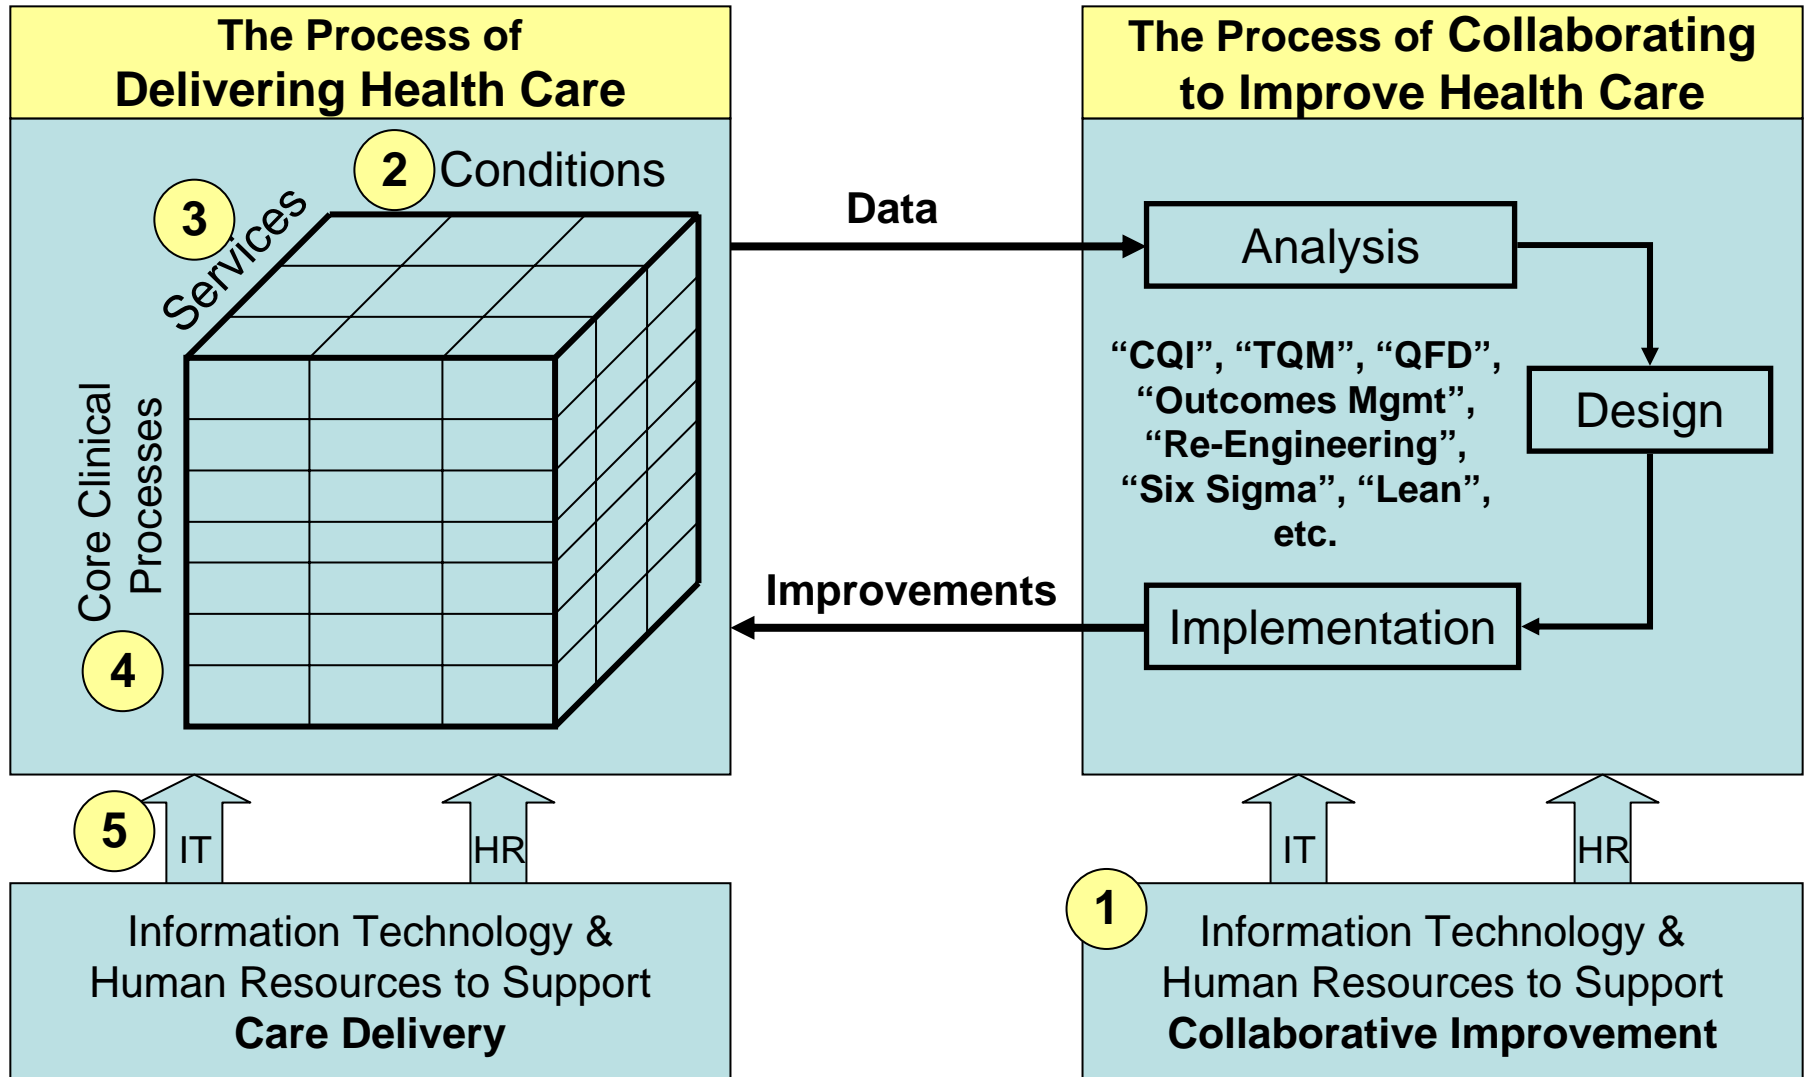 The Process of
Delivering Health Care
2 Conditions
3
Services
Core Clinical
Processes
4
5
IT
HR
Information Technology &
Human Resources to Support
Care Delivery
Data
Improvements
The Process of Collaborating
to Improve Health Care
Analysis
“CQI”, “TQM”, “QFD”,
“Outcomes Mgmt”,
“Re-Engineering”,
“Six Sigma”, “Lean”,
etc.
Design
Implementation
IT
HR
1
Information Technology &
Human Resources to Support
Collaborative Improvement